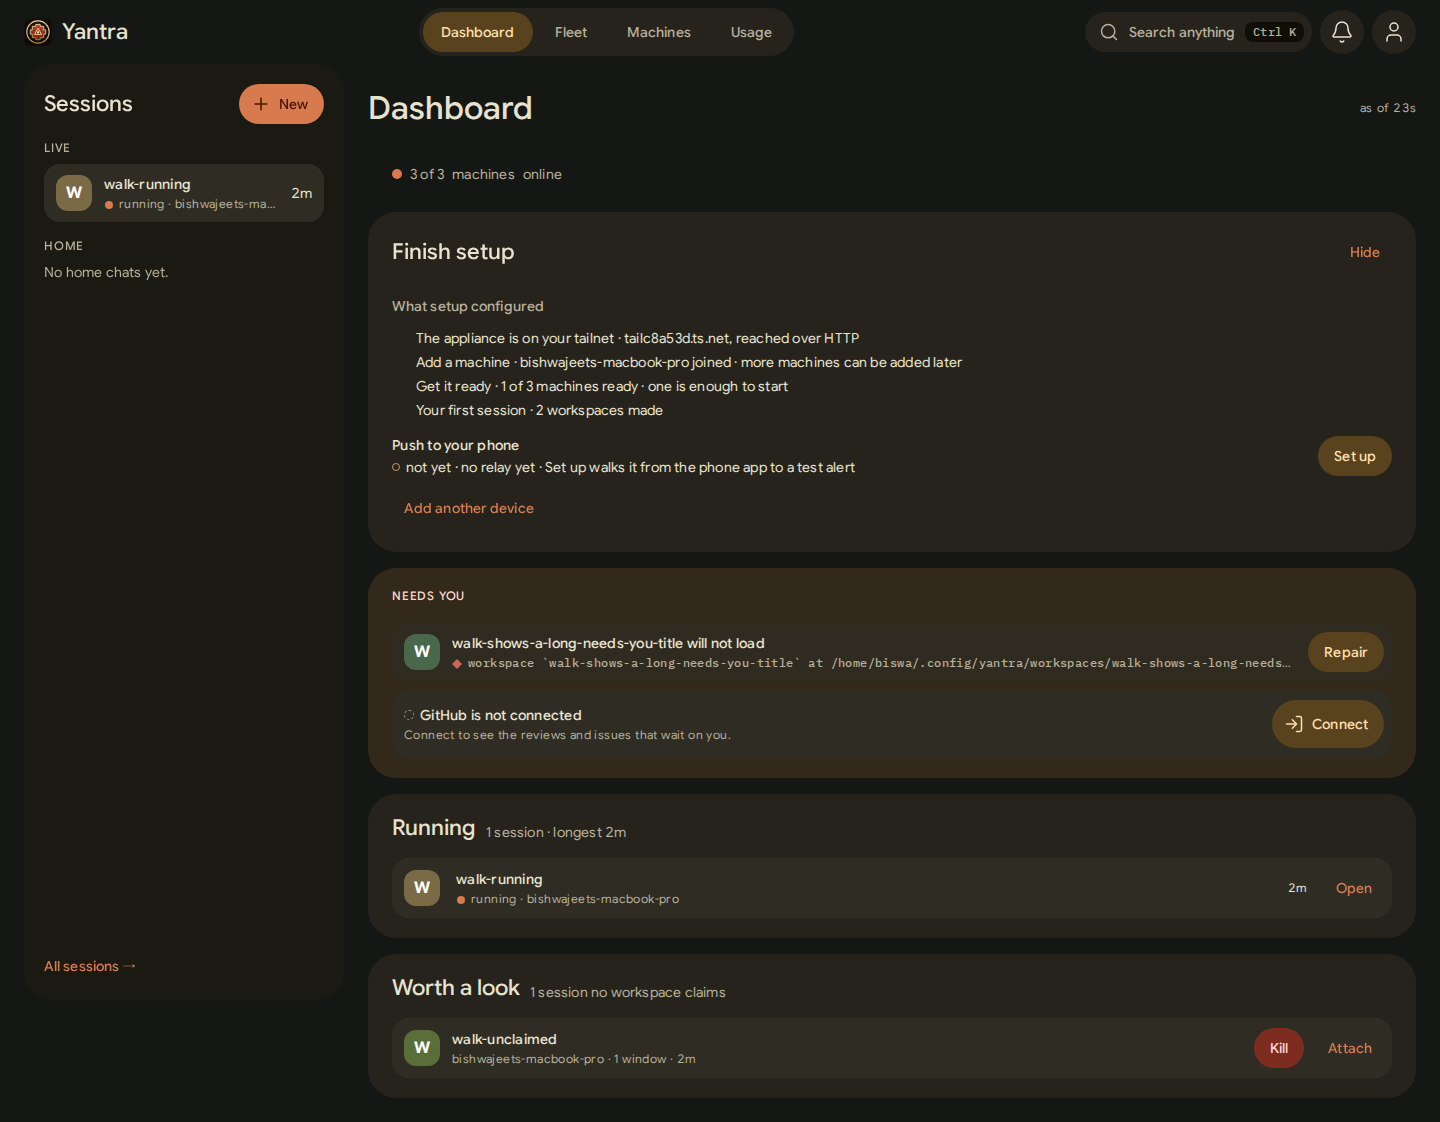 Yantra
Dashboard
Fleet
Machines
Usage
Search anything
Ctrl K
Sessions
New
LIVE
W
walk-running
running · bishwajeets-ma…
2m
HOME
No home chats yet.
All sessions →
Dashboard
as of 23s
3 of 3 machines online
Finish setup
Hide
What setup configured
The appliance is on your tailnet · tailc8a53d.ts.net, reached over HTTP
Add a machine · bishwajeets-macbook-pro joined · more machines can be added later
Get it ready · 1 of 3 machines ready · one is enough to start
Your first session · 2 workspaces made
Push to your phone
not yet · no relay yet · Set up walks it from the phone app to a test alert
Set up
Add another device
NEEDS YOU
W
walk-shows-a-long-needs-you-title will not load
workspace `walk-shows-a-long-needs-you-title` at /home/biswa/.config/yantra/workspaces/walk-shows-a-long-needs…
Repair
GitHub is not connected
Connect to see the reviews and issues that wait on you.
Connect
Running
1 session · longest 2m
W
walk-running
running · bishwajeets-macbook-pro
2m
Open
Worth a look
1 session no workspace claims
W
walk-unclaimed
bishwajeets-macbook-pro · 1 window · 2m
Kill
Attach